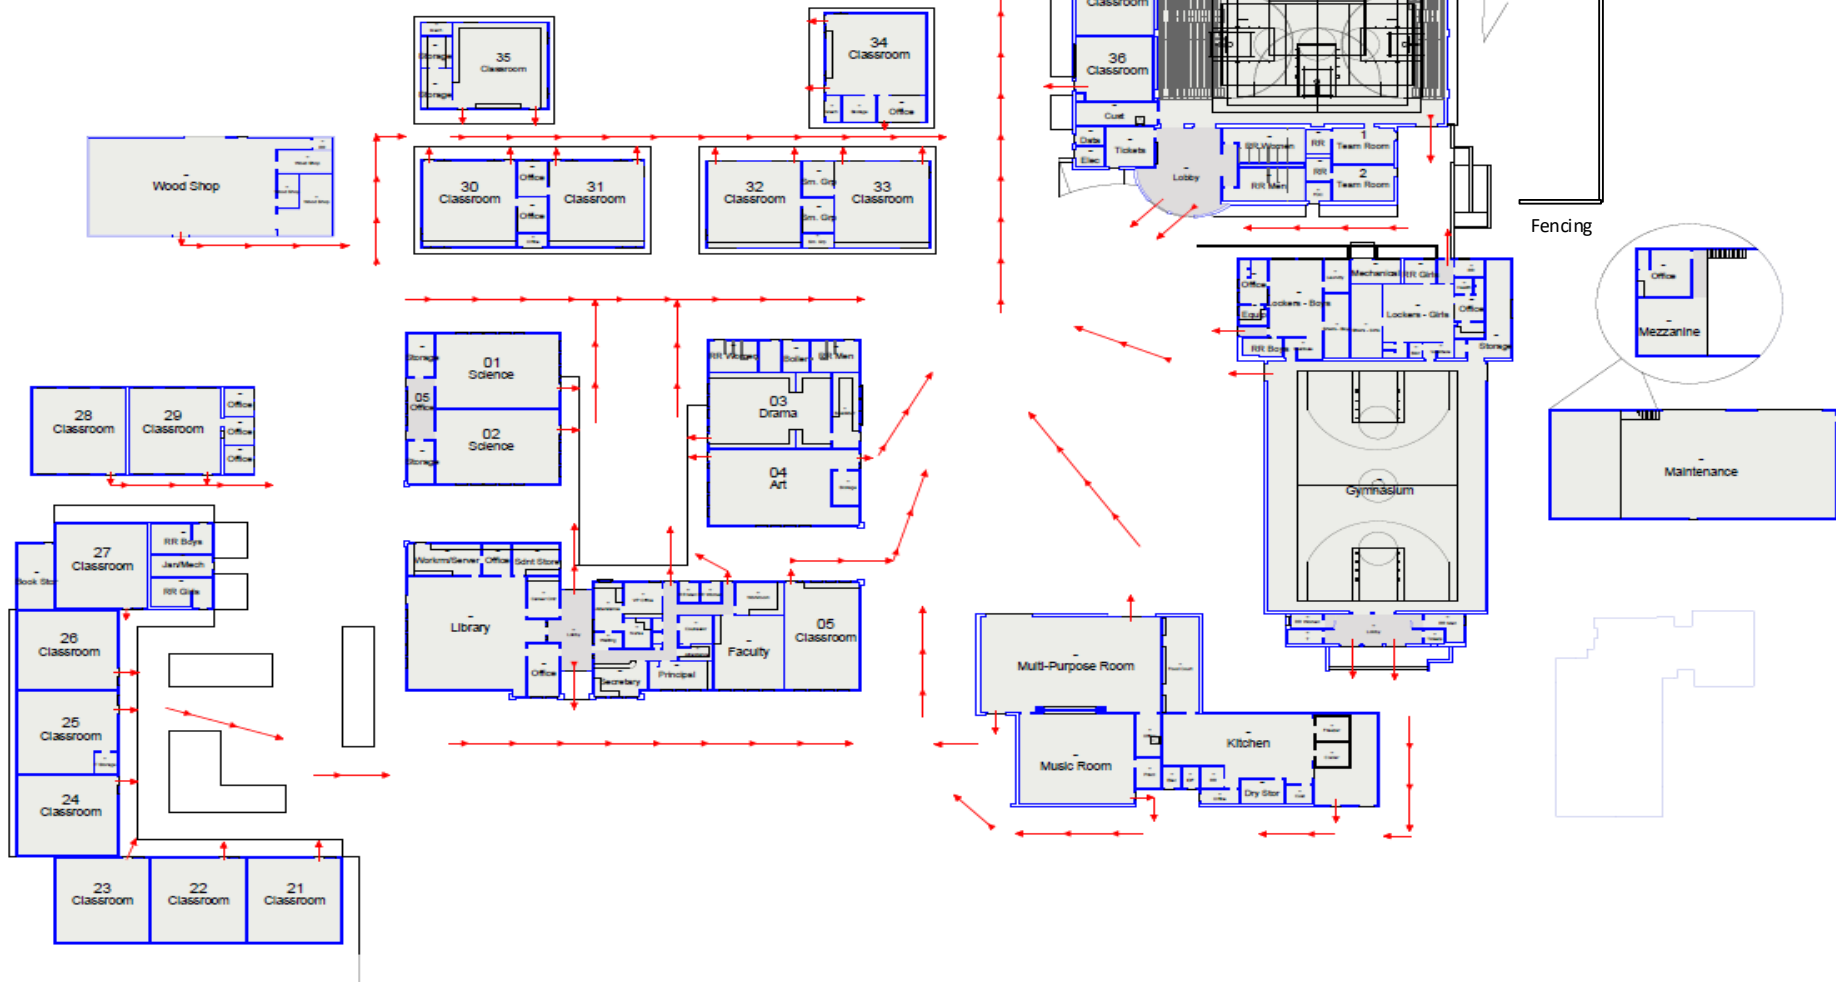 Classroom
36
Classroom
Cust
Data
Elec
Tickets
Lobby
RR Women
RR Men
RR
RR
1
Team Room
2
Team Room
35
Classroom
Storage
Storage
34
Classroom
Office
Wood Shop
30
Classroom
Office
Office
31
Classroom
32
Classroom
Sm. Grp
Sm. Grp
33
Classroom
Fencing
Office
Mezzanine
Maintenance
Office
Equip
Lockers - Boys
Mechanical
RR Girls
Lockers - Girls
Office
RR Boys
Storage
Gymnasium
Lobby
Storage
01
Science
05
Office
02
Science
Storage
RR Women
Boiler
RR Men
03
Drama
04
Art
Storage
28
Classroom
29
Classroom
Office
Office
Office
27
Classroom
RR Boys
Jan/Mech
RR Girls
Book Sto
26
Classroom
25
Classroom
24
Classroom
23
Classroom
22
Classroom
21
Classroom
Workrm/Server
Office
Sdnt Store
Library
Office
Lobby
Secretary
Principal
Faculty
05
Classroom
Multi-Purpose Room
Music Room
Kitchen
Dry Stor